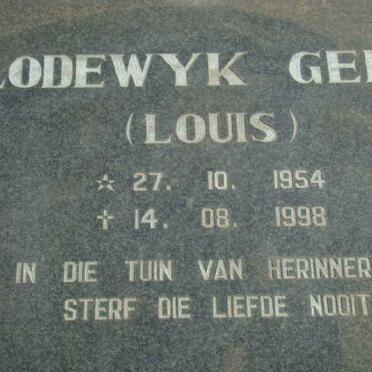 LODEWYK GE
(LOUIS)
☆ 27. 10. 1954
✝ 14. 08. 1998
IN DIE TUIN VAN HERINNER
STERF DIE LIEFDE NOOIT